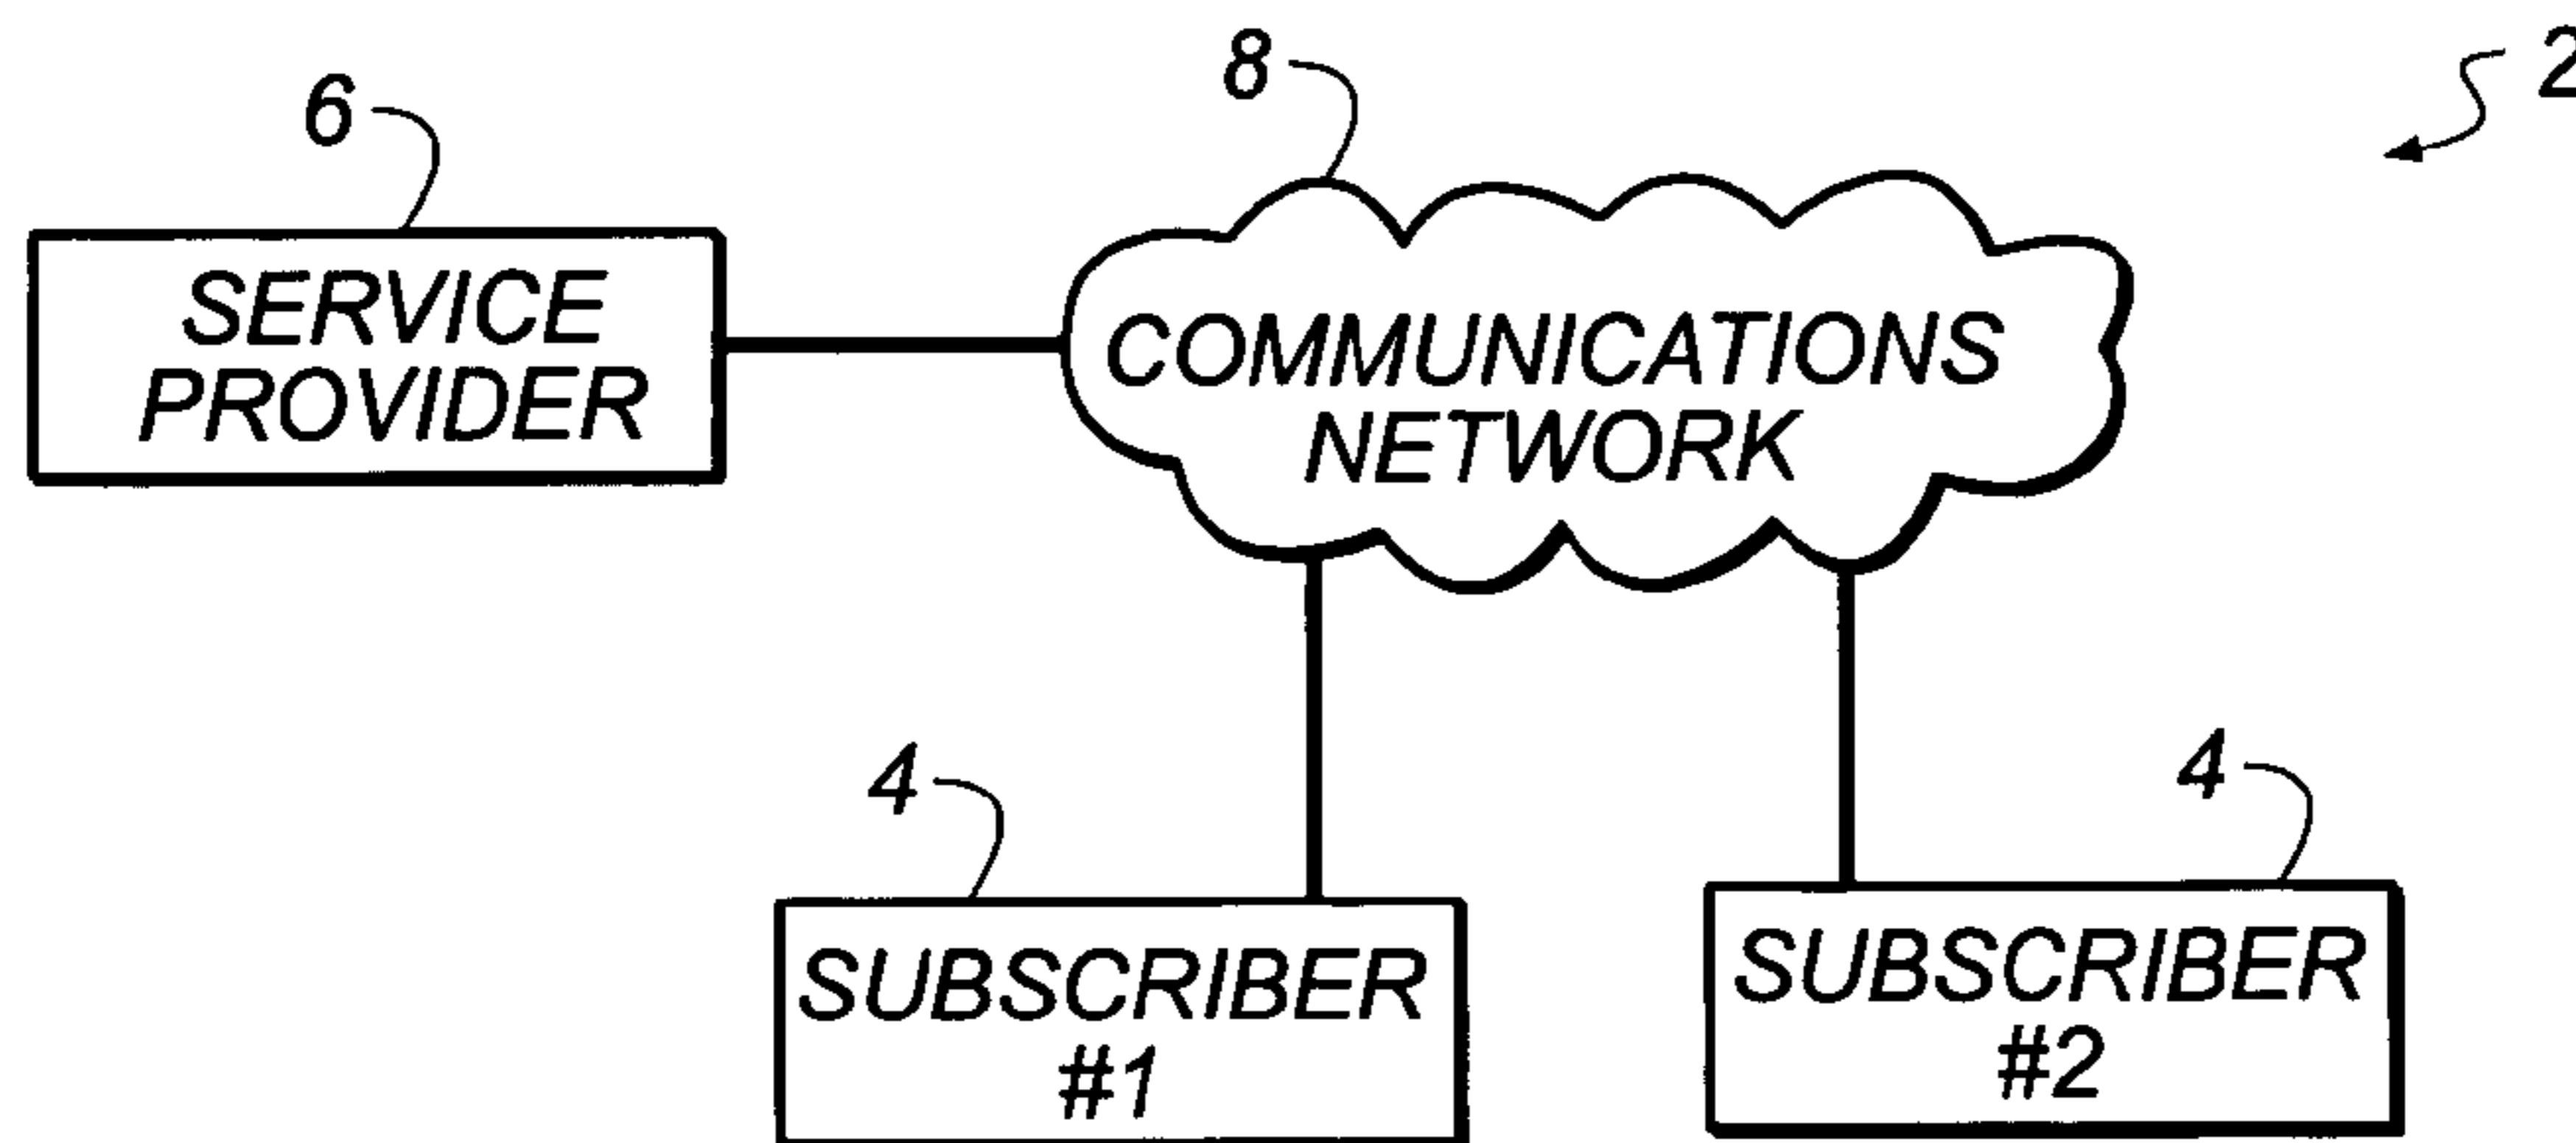 8
2
6
SERVICE
PROVIDER
COMMUNICATIONS
NETWORK
4
4
SUBSCRIBER
#1
SUBSCRIBER
#2